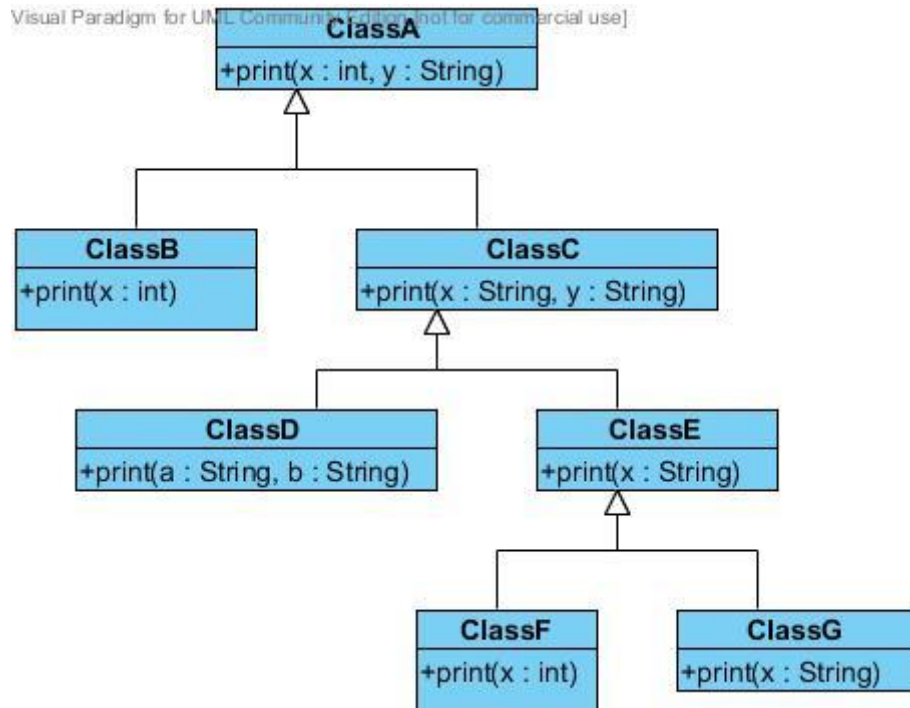 Visual Paradigm for UML Community Edition [not for commercial use]
ClassA
+print(x : int, y : String)
ClassB
+print(x : int)
ClassC
+print(x : String, y : String)
ClassD
+print(a : String, b : String)
ClassE
+print(x : String)
ClassF
+print(x : int)
ClassG
+print(x : String)